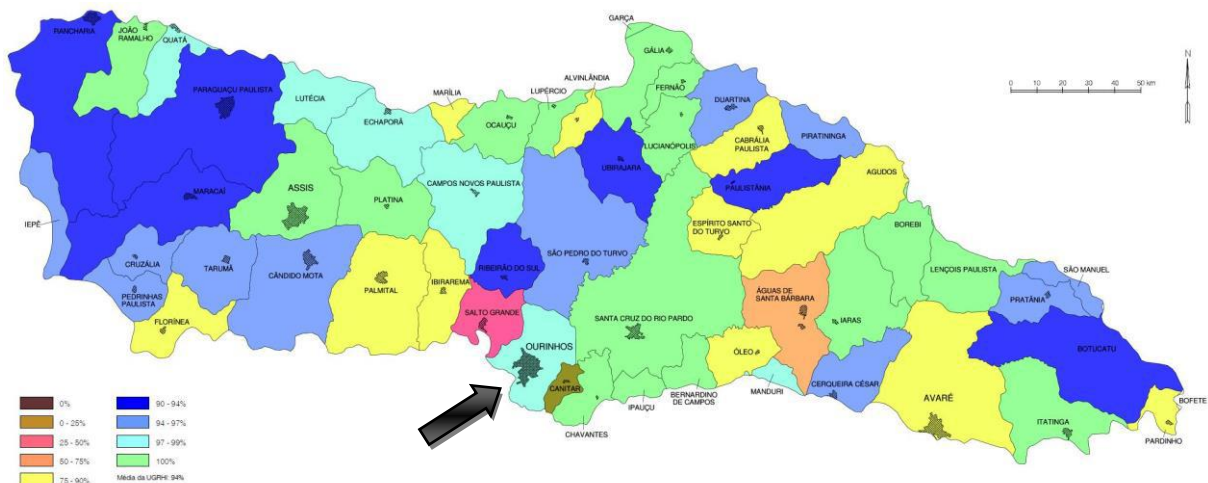 GARÇA
RANCHARIA
JOÃO
RAMALHO
QUATÁ
PARAGUAÇU PAULISTA
LUTÉCIA
ECHAPORÃ
MARÍLIA
OCAUÇU
LUPÉRCIO
ALVINLÂNDIA
GÁLIA
FERNÃO
DUARTINA
LUCIANÓPOLIS
CABRÁLIA
PAULISTA
PIRATININGA
UBIRAJARA
PAULISTÂNIA
AGUDOS
N
0 10 20 30 40 50 km
IEPÊ
MARACAÍ
ASSIS
PLATINA
CAMPOS NOVOS PAULISTA
ESPÍRITO SANTO
DO TURVO
BOREBI
CRUZÁLIA
TARUMÃ
CÂNDIDO MOTA
SÃO PEDRO DO TURVO
RIBEIRÃO DO SUL
LENÇOIS PAULISTA
SÃO MANUEL
PEDRINHAS
PAULISTA
PALMITAL
IBIRAREMA
ÁGUAS DE
SANTA BÁRBARA
PRATÂNIA
FLORÍNEA
SALTO GRANDE
SANTA CRUZ DO RIO PARDO
IARAS
OURINHOS
ÓLEO
BOTUCATU
CANITAR
MANDURI
CERQUEIRA CÉSAR
BERNARDINO
DE CAMPOS
IPAUÇU
CHAVANTES
AVARÉ
ITATINGA
BOFETE
PARDINHO
0%
0 - 25%
25 - 50%
50 - 75%
75 - 90%
90 - 94%
94 - 97%
97 - 99%
100%
Média da UGRHI: 94%